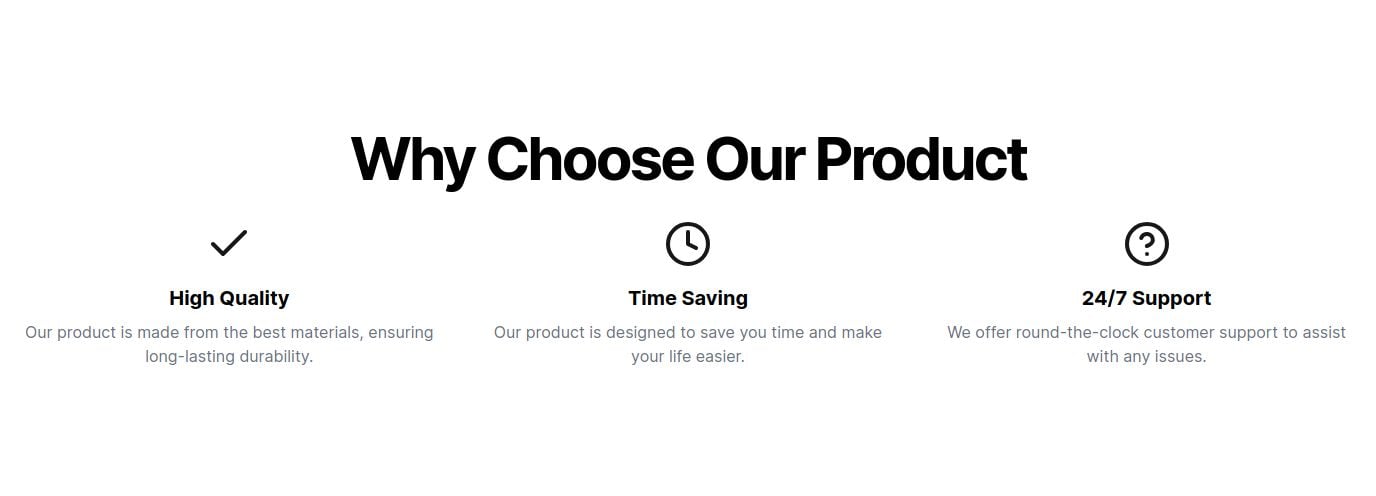 Why Choose Our Product
High Quality
Our product is made from the best materials, ensuring
long-lasting durability.
Time Saving
Our product is designed to save you time and make
your life easier.
24/7 Support
We offer round-the-clock customer support to assist
with any issues.